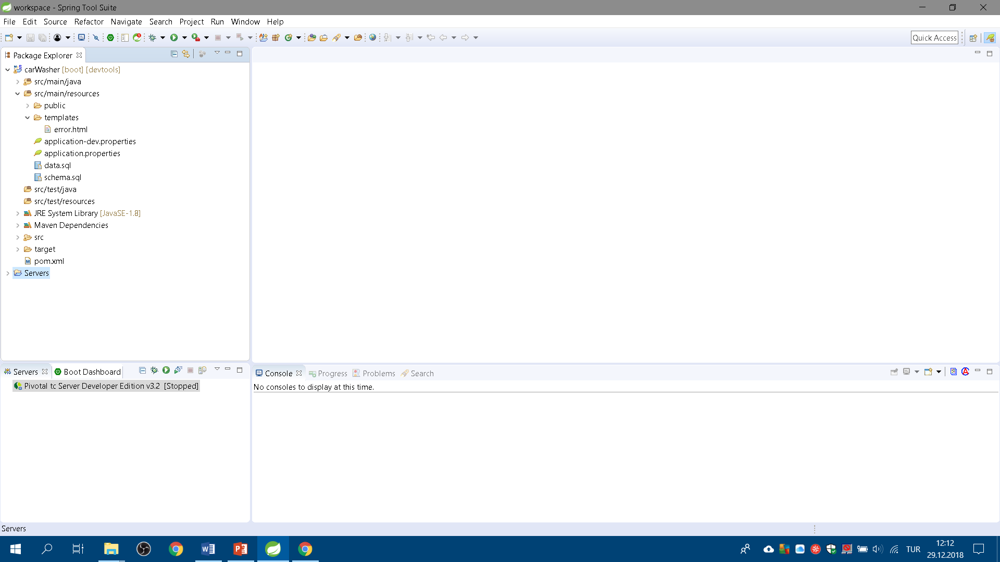 workspace - Spring Tool Suite
File Edit Source Refactor Navigate Search Project Run Window Help
Quick Access
Package Explorer
carWasher [boot] [devtools]
src/main/java
src/main/resources
public
templates
error.html
application-dev.properties
application.properties
data.sql
schema.sql
src/test/java
src/test/resources
JRE System Library [JavaSE-1.8]
Maven Dependencies
src
target
pom.xml
Servers
Servers Boot Dashboard
Pivotal tc Server Developer Edition v3.2 [Stopped]
Console Progress Problems Search
No consoles to display at this time.
Servers
TUR
12:12
29.12.2018